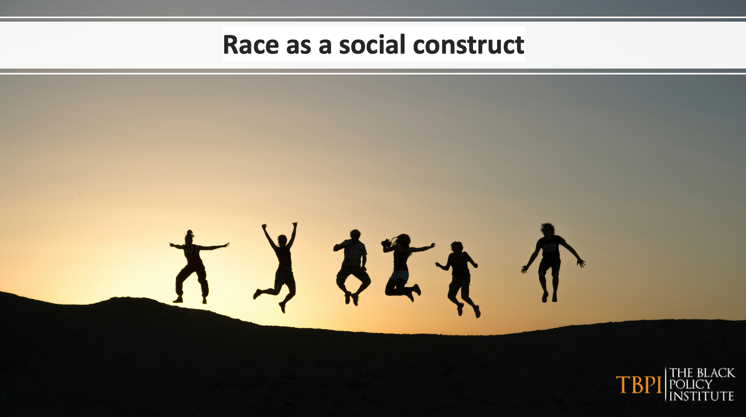 Race as a social construct
TBPI
THE BLACK
POLICY
INSTITUTE